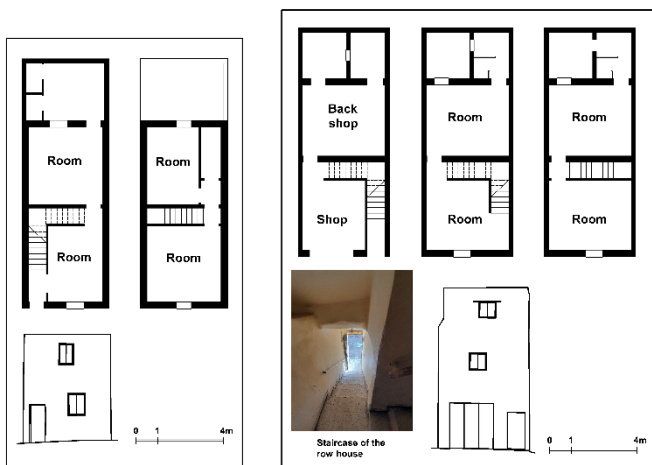 Room
Room
Room
Room
0 1 4m
Back
shop
Shop
Room
Room
Room
Room
Staircase of the
row house
0 1 4m